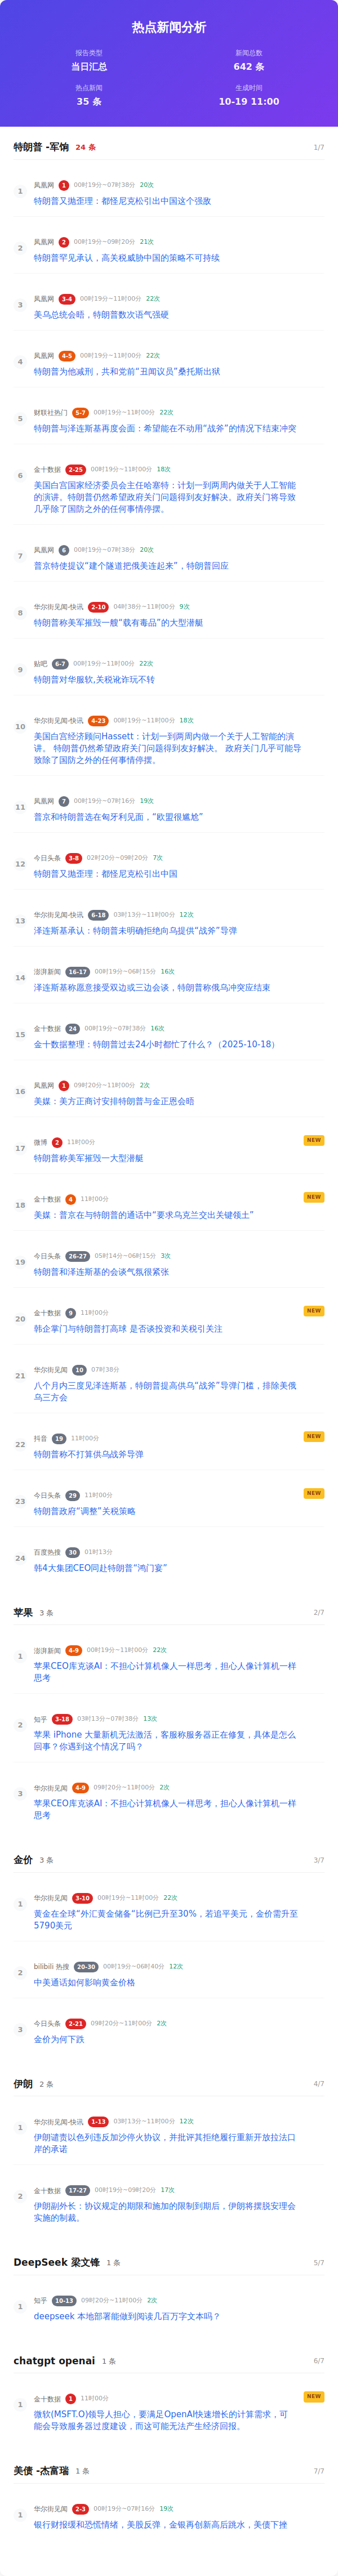 热点新闻分析
报告类型
当日汇总
新闻总数
642 条
热点新闻
35 条
生成时间
10-19 11:00
特朗普 -军饷 24 条 1/7
1
凤凰网 1 00时19分~07时38分 20次
特朗普又抛歪理：都怪尼克松引出中国这个强敌
2
凤凰网 2 00时19分~09时20分 21次
特朗普罕见承认，高关税威胁中国的策略不可持续
3
凤凰网 3-4 00时19分~11时00分 22次
美乌总统会晤，特朗普数次语气强硬
4
凤凰网 4-5 00时19分~11时00分 22次
特朗普为他减刑，共和党前“丑闻议员”桑托斯出狱
5
财联社热门 5-7 00时19分~11时00分 22次
特朗普与泽连斯基再度会面：希望能在不动用“战斧”的情况下结束冲突
6
金十数据 2-25 00时19分~11时00分 18次
美国白宫国家经济委员会主任哈塞特：计划一到两周内做关于人工智能
的演讲。特朗普仍然希望政府关门问题得到友好解决。政府关门将导致
几乎除了国防之外的任何事情停摆。
7
凤凰网 6 00时19分~07时38分 20次
普京特使提议“建个隧道把俄美连起来”，特朗普回应
8
华尔街见闻-快讯 2-10 04时38分~11时00分 9次
特朗普称美军摧毁一艘“载有毒品”的大型潜艇
9
贴吧 6-7 00时19分~11时00分 22次
特朗普对华服软,关税讹诈玩不转
10
华尔街见闻-快讯 4-23 00时19分~11时00分 18次
美国白宫经济顾问Hassett：计划一到两周内做一个关于人工智能的演
讲。 特朗普仍然希望政府关门问题得到友好解决。 政府关门几乎可能导
致除了国防之外的任何事情停摆。
11
凤凰网 7 00时19分~07时16分 19次
普京和特朗普选在匈牙利见面，“欧盟很尴尬”
12
今日头条 3-8 02时20分~09时20分 7次
特朗普又抛歪理：都怪尼克松引出中国
13
华尔街见闻-快讯 6-18 03时13分~11时00分 12次
泽连斯基承认：特朗普未明确拒绝向乌提供“战斧”导弹
14
澎湃新闻 16-17 00时19分~06时15分 16次
泽连斯基称愿意接受双边或三边会谈，特朗普称俄乌冲突应结束
15
金十数据 24 00时19分~07时38分 16次
金十数据整理：特朗普过去24小时都忙了什么？（2025-10-18）
16
凤凰网 1 09时20分~11时00分 2次
美媒：美方正商讨安排特朗普与金正恩会晤
17
微博 2 11时00分
NEW
特朗普称美军摧毁一大型潜艇
18
金十数据 4 11时00分
NEW
美媒：普京在与特朗普的通话中“要求乌克兰交出关键领土”
19
今日头条 26-27 05时14分~06时15分 3次
特朗普和泽连斯基的会谈气氛很紧张
20
金十数据 9 11时00分
NEW
韩企掌门与特朗普打高球 是否谈投资和关税引关注
21
华尔街见闻 10 07时38分
八个月内三度见泽连斯基，特朗普提高供乌“战斧”导弹门槛，排除美俄
乌三方会
22
抖音 19 11时00分
NEW
特朗普称不打算供乌战斧导弹
23
今日头条 29 11时00分
NEW
特朗普政府“调整”关税策略
24
百度热搜 30 01时13分
韩4大集团CEO同赴特朗普“鸿门宴”
苹果 3 条 2/7
1
澎湃新闻 4-9 00时19分~11时00分 22次
苹果CEO库克谈AI：不担心计算机像人一样思考，担心人像计算机一样
思考
2
知乎 3-18 03时13分~07时38分 13次
苹果 iPhone 大量新机无法激活，客服称服务器正在修复，具体是怎么
回事？你遇到这个情况了吗？
3
华尔街见闻 4-9 09时20分~11时00分 2次
苹果CEO库克谈AI：不担心计算机像人一样思考，担心人像计算机一样
思考
金价 3 条 3/7
1
华尔街见闻 3-10 00时19分~11时00分 22次
黄金在全球“外汇黄金储备“比例已升至30%，若追平美元，金价需升至
5790美元
2
bilibili 热搜 20-30 00时19分~06时40分 12次
中美通话如何影响黄金价格
3
今日头条 2-21 09时20分~11时00分 2次
金价为何下跌
伊朗 2 条 4/7
1
华尔街见闻-快讯 1-13 03时13分~11时00分 12次
伊朗谴责以色列违反加沙停火协议，并批评其拒绝履行重新开放拉法口
岸的承诺
2
金十数据 17-27 00时19分~09时20分 17次
伊朗副外长：协议规定的期限和施加的限制到期后，伊朗将摆脱安理会
实施的制裁。
DeepSeek 梁文锋 1 条 5/7
1
知乎 10-13 09时20分~11时00分 2次
deepseek 本地部署能做到阅读几百万字文本吗？
chatgpt openai 1 条 6/7
1
金十数据 1 11时00分
NEW
微软(MSFT.O)领导人担心，要满足OpenAI快速增长的计算需求，可
能会导致服务器过度建设，而这可能无法产生经济回报。
美债 -杰富瑞 1 条 7/7
1
华尔街见闻 2-3 00时19分~07时16分 19次
银行财报缓和恐慌情绪，美股反弹，金银再创新高后跳水，美债下挫